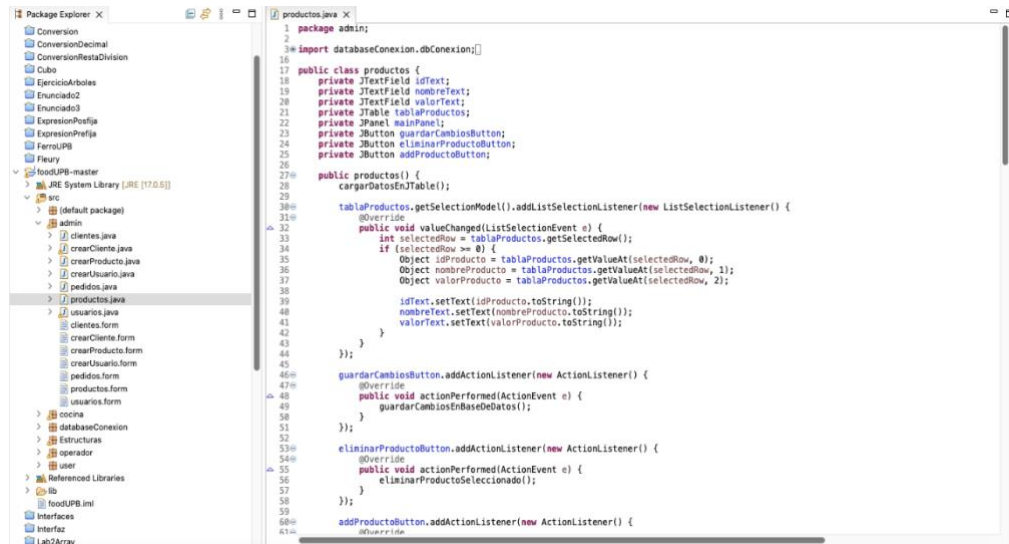 Package Explorer
Conversion
ConversionDecimal
ConversionRestaDivision
Cubo
EjercicioArboles
Enunciado2
Enunciado3
ExpresionPosfija
ExpresionPrefija
FerroUPB
Fleury
foodUPB-master
JRE System Library [JRE [17.0.5]]
src
(default package)
admin
clientes.java
crearCliente.java
crearProducto.java
crearUsuario.java
pedidos.java
productos.java
usuarios.java
clientes.form
crearCliente.form
crearProducto.form
crearUsuario.form
pedidos.form
productos.form
usuarios.form
cocina
databaseConexion
Estructuras
operador
user
Referenced Libraries
lib
foodUPB.iml
Interfaces
Interfaz
Lab2Array
productos.java
1 package admin;
2
3 import databaseConexion.dbConexion;
16
17 public class productos {
18 private JTextField idText;
19 private JTextField nombreText;
20 private JTextField valorText;
21 private JTable tablaProductos;
22 private JPanel mainPanel;
23 private JButton guardarCambiosButton;
24 private JButton eliminarProductoButton;
25 private JButton addProductoButton;
26
27 public productos() {
28 cargarDatosEnJTable();
29
30 tablaProductos.getSelectionModel().addListSelectionListener(new ListSelectionListener() {
31 @Override
32 public void valueChanged(ListSelectionEvent e) {
33 int selectedRow = tablaProductos.getSelectedRow();
34 if (selectedRow >= 0) {
35 Object idProducto = tablaProductos.getValueAt(selectedRow, 0);
36 Object nombreProducto = tablaProductos.getValueAt(selectedRow, 1);
37 Object valorProducto = tablaProductos.getValueAt(selectedRow, 2);
38
39 idText.setText(idProducto.toString());
40 nombreText.setText(nombreProducto.toString());
41 valorText.setText(valorProducto.toString());
42 }
43 }
44 });
45
46 guardarCambiosButton.addActionListener(new ActionListener() {
47 @Override
48 public void actionPerformed(ActionEvent e) {
49 guardarCambiosEnBaseDeDatos();
50 }
51 });
52
53 eliminarProductoButton.addActionListener(new ActionListener() {
54 @Override
55 public void actionPerformed(ActionEvent e) {
56 eliminarProductoSeleccionado();
57 }
58 });
59
60 addProductoButton.addActionListener(new ActionListener() {
61 @Override